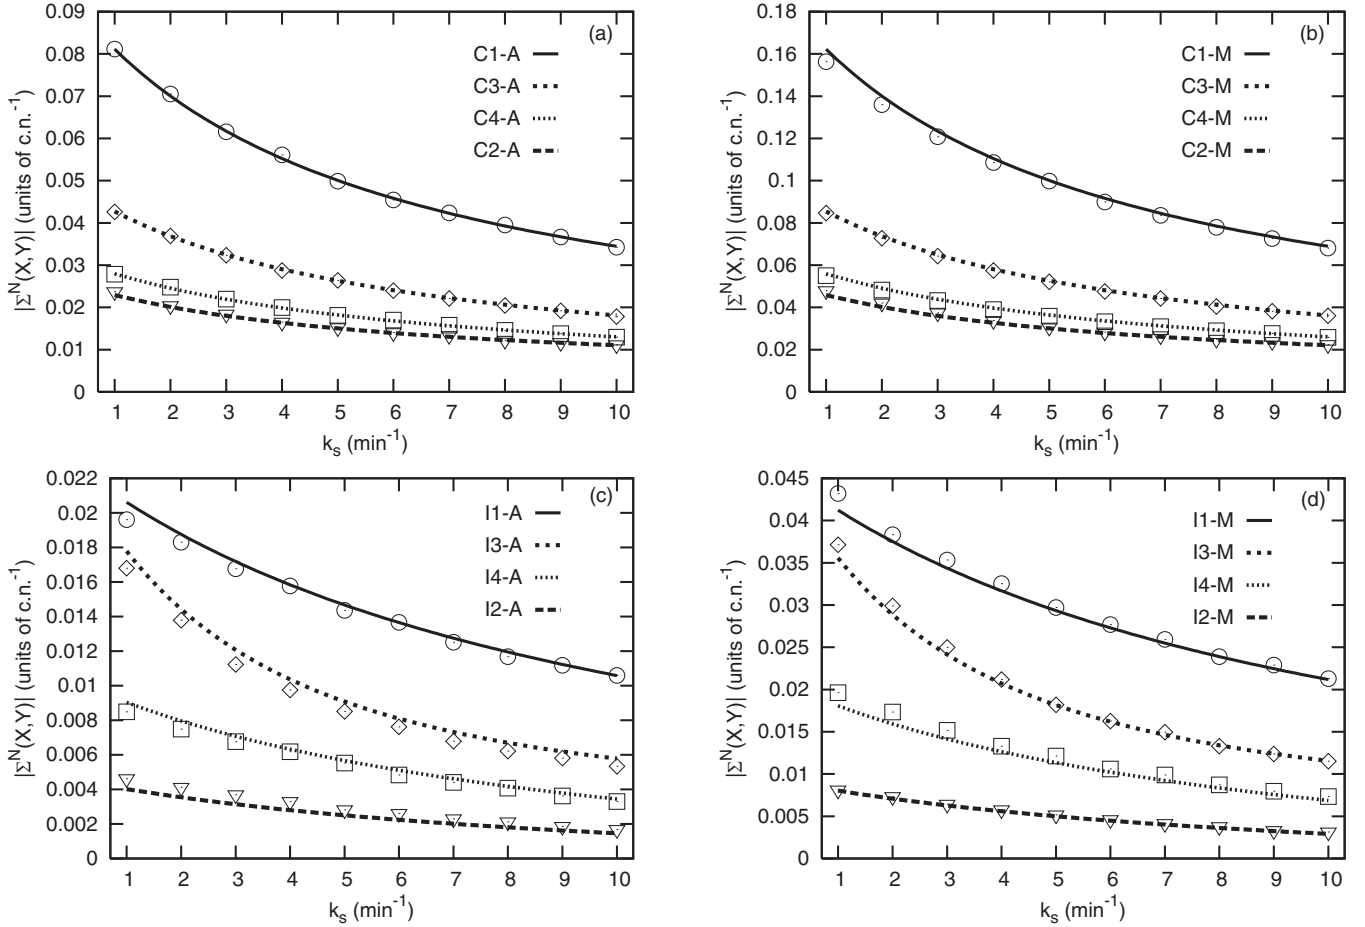 (a)
C1-A
C3-A
C4-A
C2-A
0.09
0.08
0.07
0.06
0.05
0.04
0.03
0.02
0.01
0
|Σ^N(X,Y)| (units of c.n.^-1)
1 2 3 4 5 6 7 8 9 10
k_s (min^-1)
(b)
C1-M
C3-M
C4-M
C2-M
0.18
0.16
0.14
0.12
0.1
0.08
0.06
0.04
0.02
0
|Σ^N(X,Y)| (units of c.n.^-1)
1 2 3 4 5 6 7 8 9 10
k_s (min^-1)
(c)
I1-A
I3-A
I4-A
I2-A
0.022
0.02
0.018
0.016
0.014
0.012
0.01
0.008
0.006
0.004
0.002
0
|Σ^N(X,Y)| (units of c.n.^-1)
1 2 3 4 5 6 7 8 9 10
k_s (min^-1)
(d)
I1-M
I3-M
I4-M
I2-M
0.045
0.04
0.035
0.03
0.025
0.02
0.015
0.01
0.005
0
|Σ^N(X,Y)| (units of c.n.^-1)
1 2 3 4 5 6 7 8 9 10
k_s (min^-1)